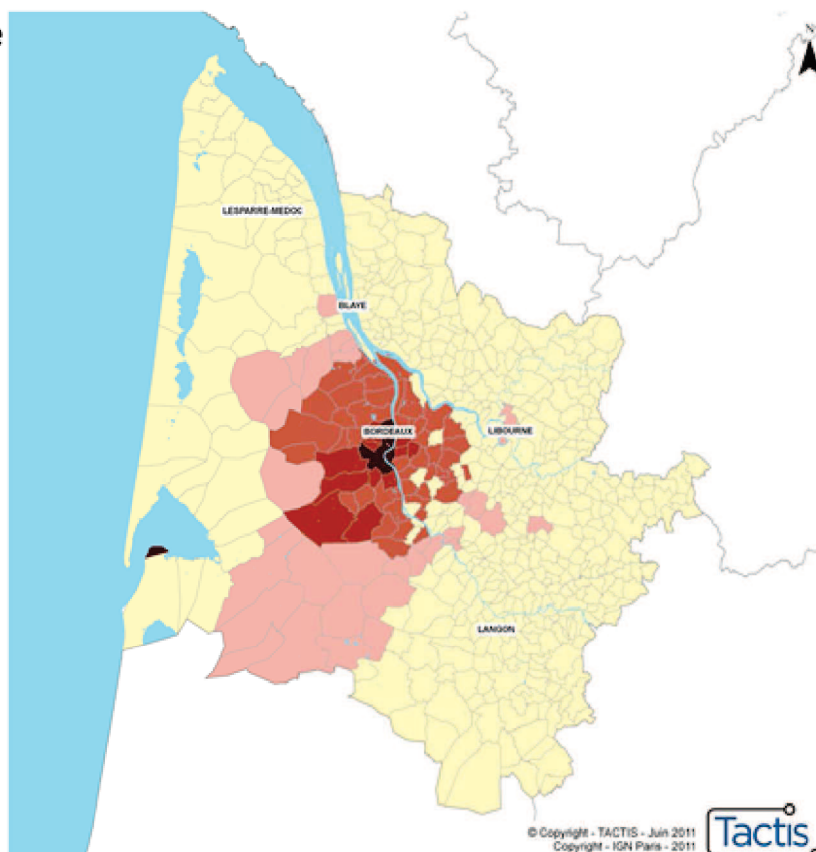 e
N
LESPARRE-MEDOC
BLAYE
BORDEAUX
LIBOURNE
LANGON
© Copyright - TACTIS - Juin 2011
Copyright - IGN Paris - 2011
Tactis